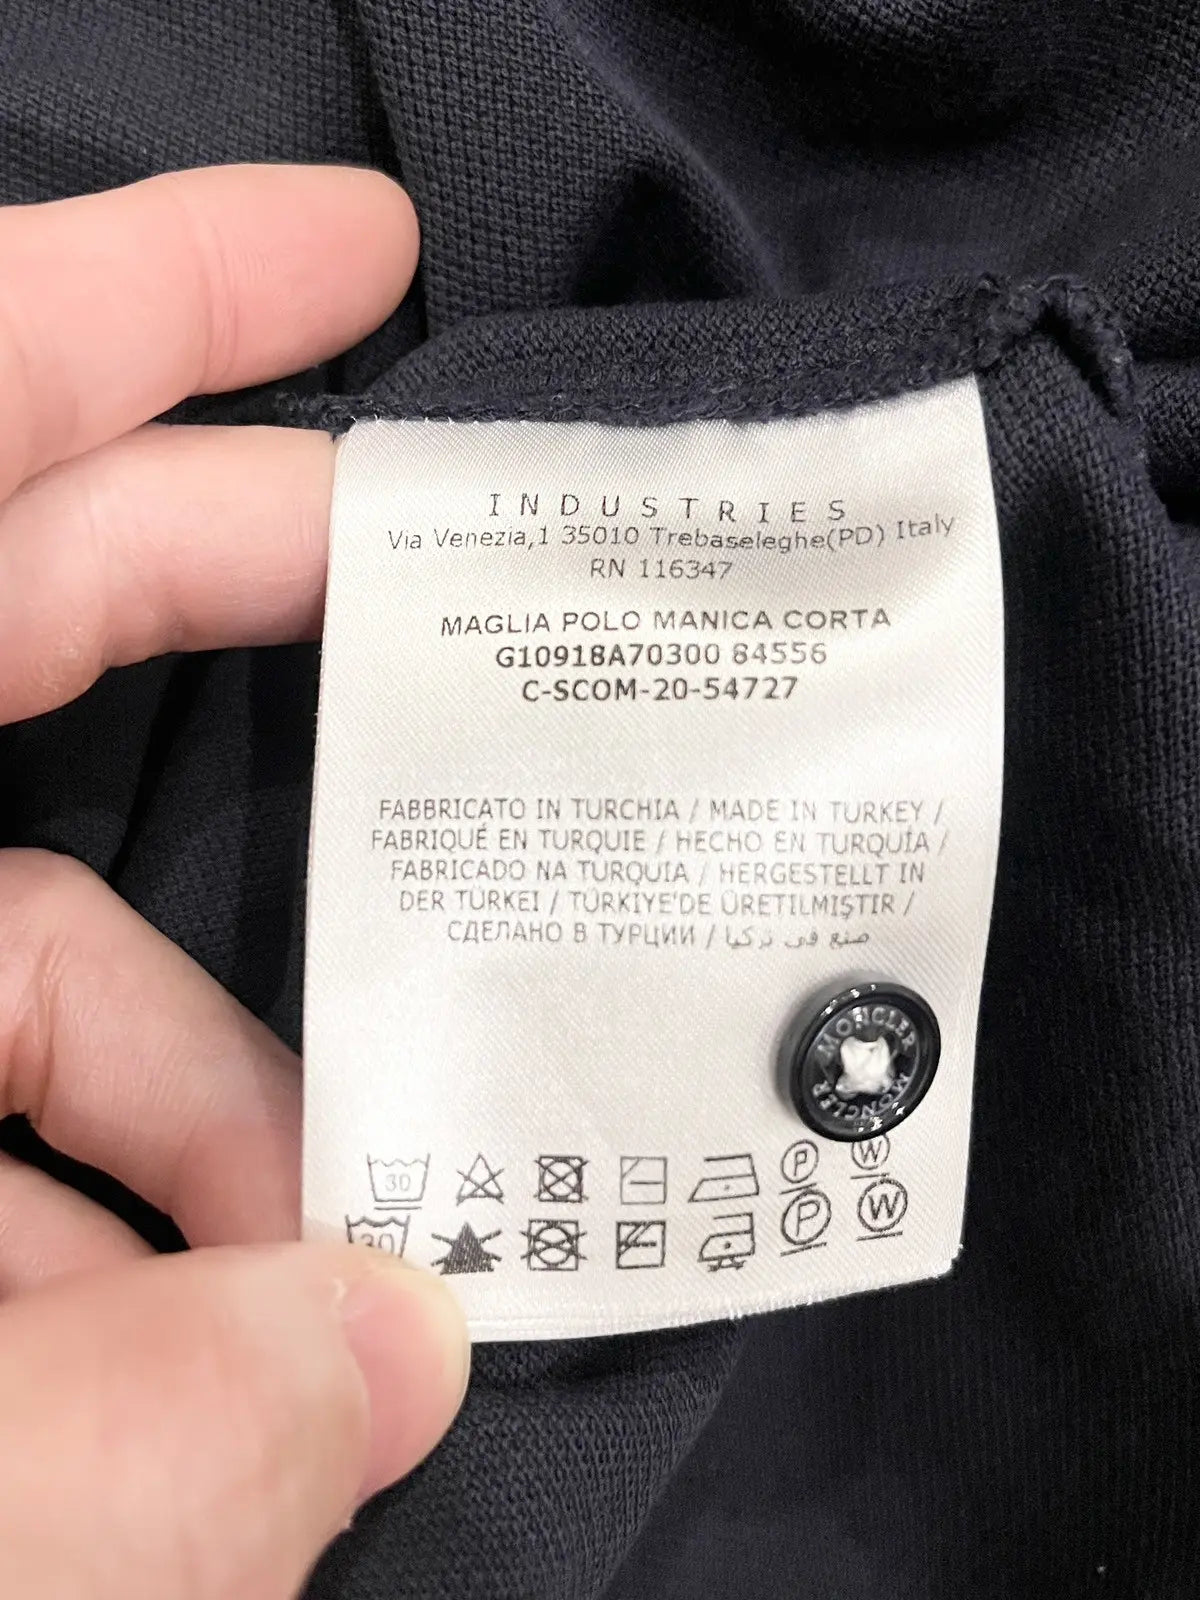 INDUSTRIES
Via Venezia,1 35010 Trebaseleghe(PD) Italy
RN 116347
MAGLIA POLO MANICA CORTA
G10918A70300 84556
C-SCOM-20-54727
FABBRICATO IN TURCHIA / MADE IN TURKEY /
FABRIQUÉ EN TURQUIE / HECHO EN TURQUÍA /
FABRICADO NA TURQUIA / HERGESTELLT IN
DER TÜRKEI / TÜRKIYE'DE ÜRETILMIŞTIR /
СДЕЛАНО В ТУРЦИИ / صنع في تركيا
MONCLER
MONCLER
30 P W
30 P W